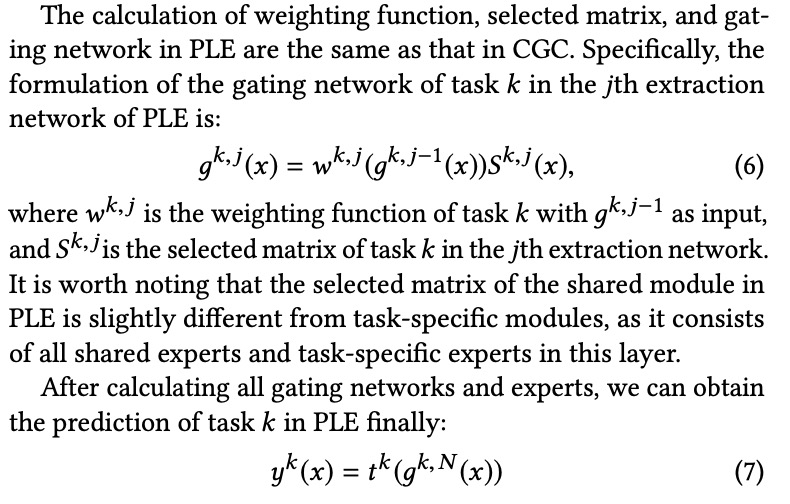 The calculation of weighting function, selected matrix, and gat-
ing network in PLE are the same as that in CGC. Specifically, the
formulation of the gating network of task k in the jth extraction
network of PLE is:
g^{k,j}(x) = w^{k,j}(g^{k,j−1}(x))S^{k,j}(x), (6)
where w^{k,j} is the weighting function of task k with g^{k,j−1} as input,
and S^{k,j} is the selected matrix of task k in the jth extraction network.
It is worth noting that the selected matrix of the shared module in
PLE is slightly different from task-specific modules, as it consists
of all shared experts and task-specific experts in this layer.
After calculating all gating networks and experts, we can obtain
the prediction of task k in PLE finally:
y^k(x) = t^k(g^{k,N}(x)) (7)